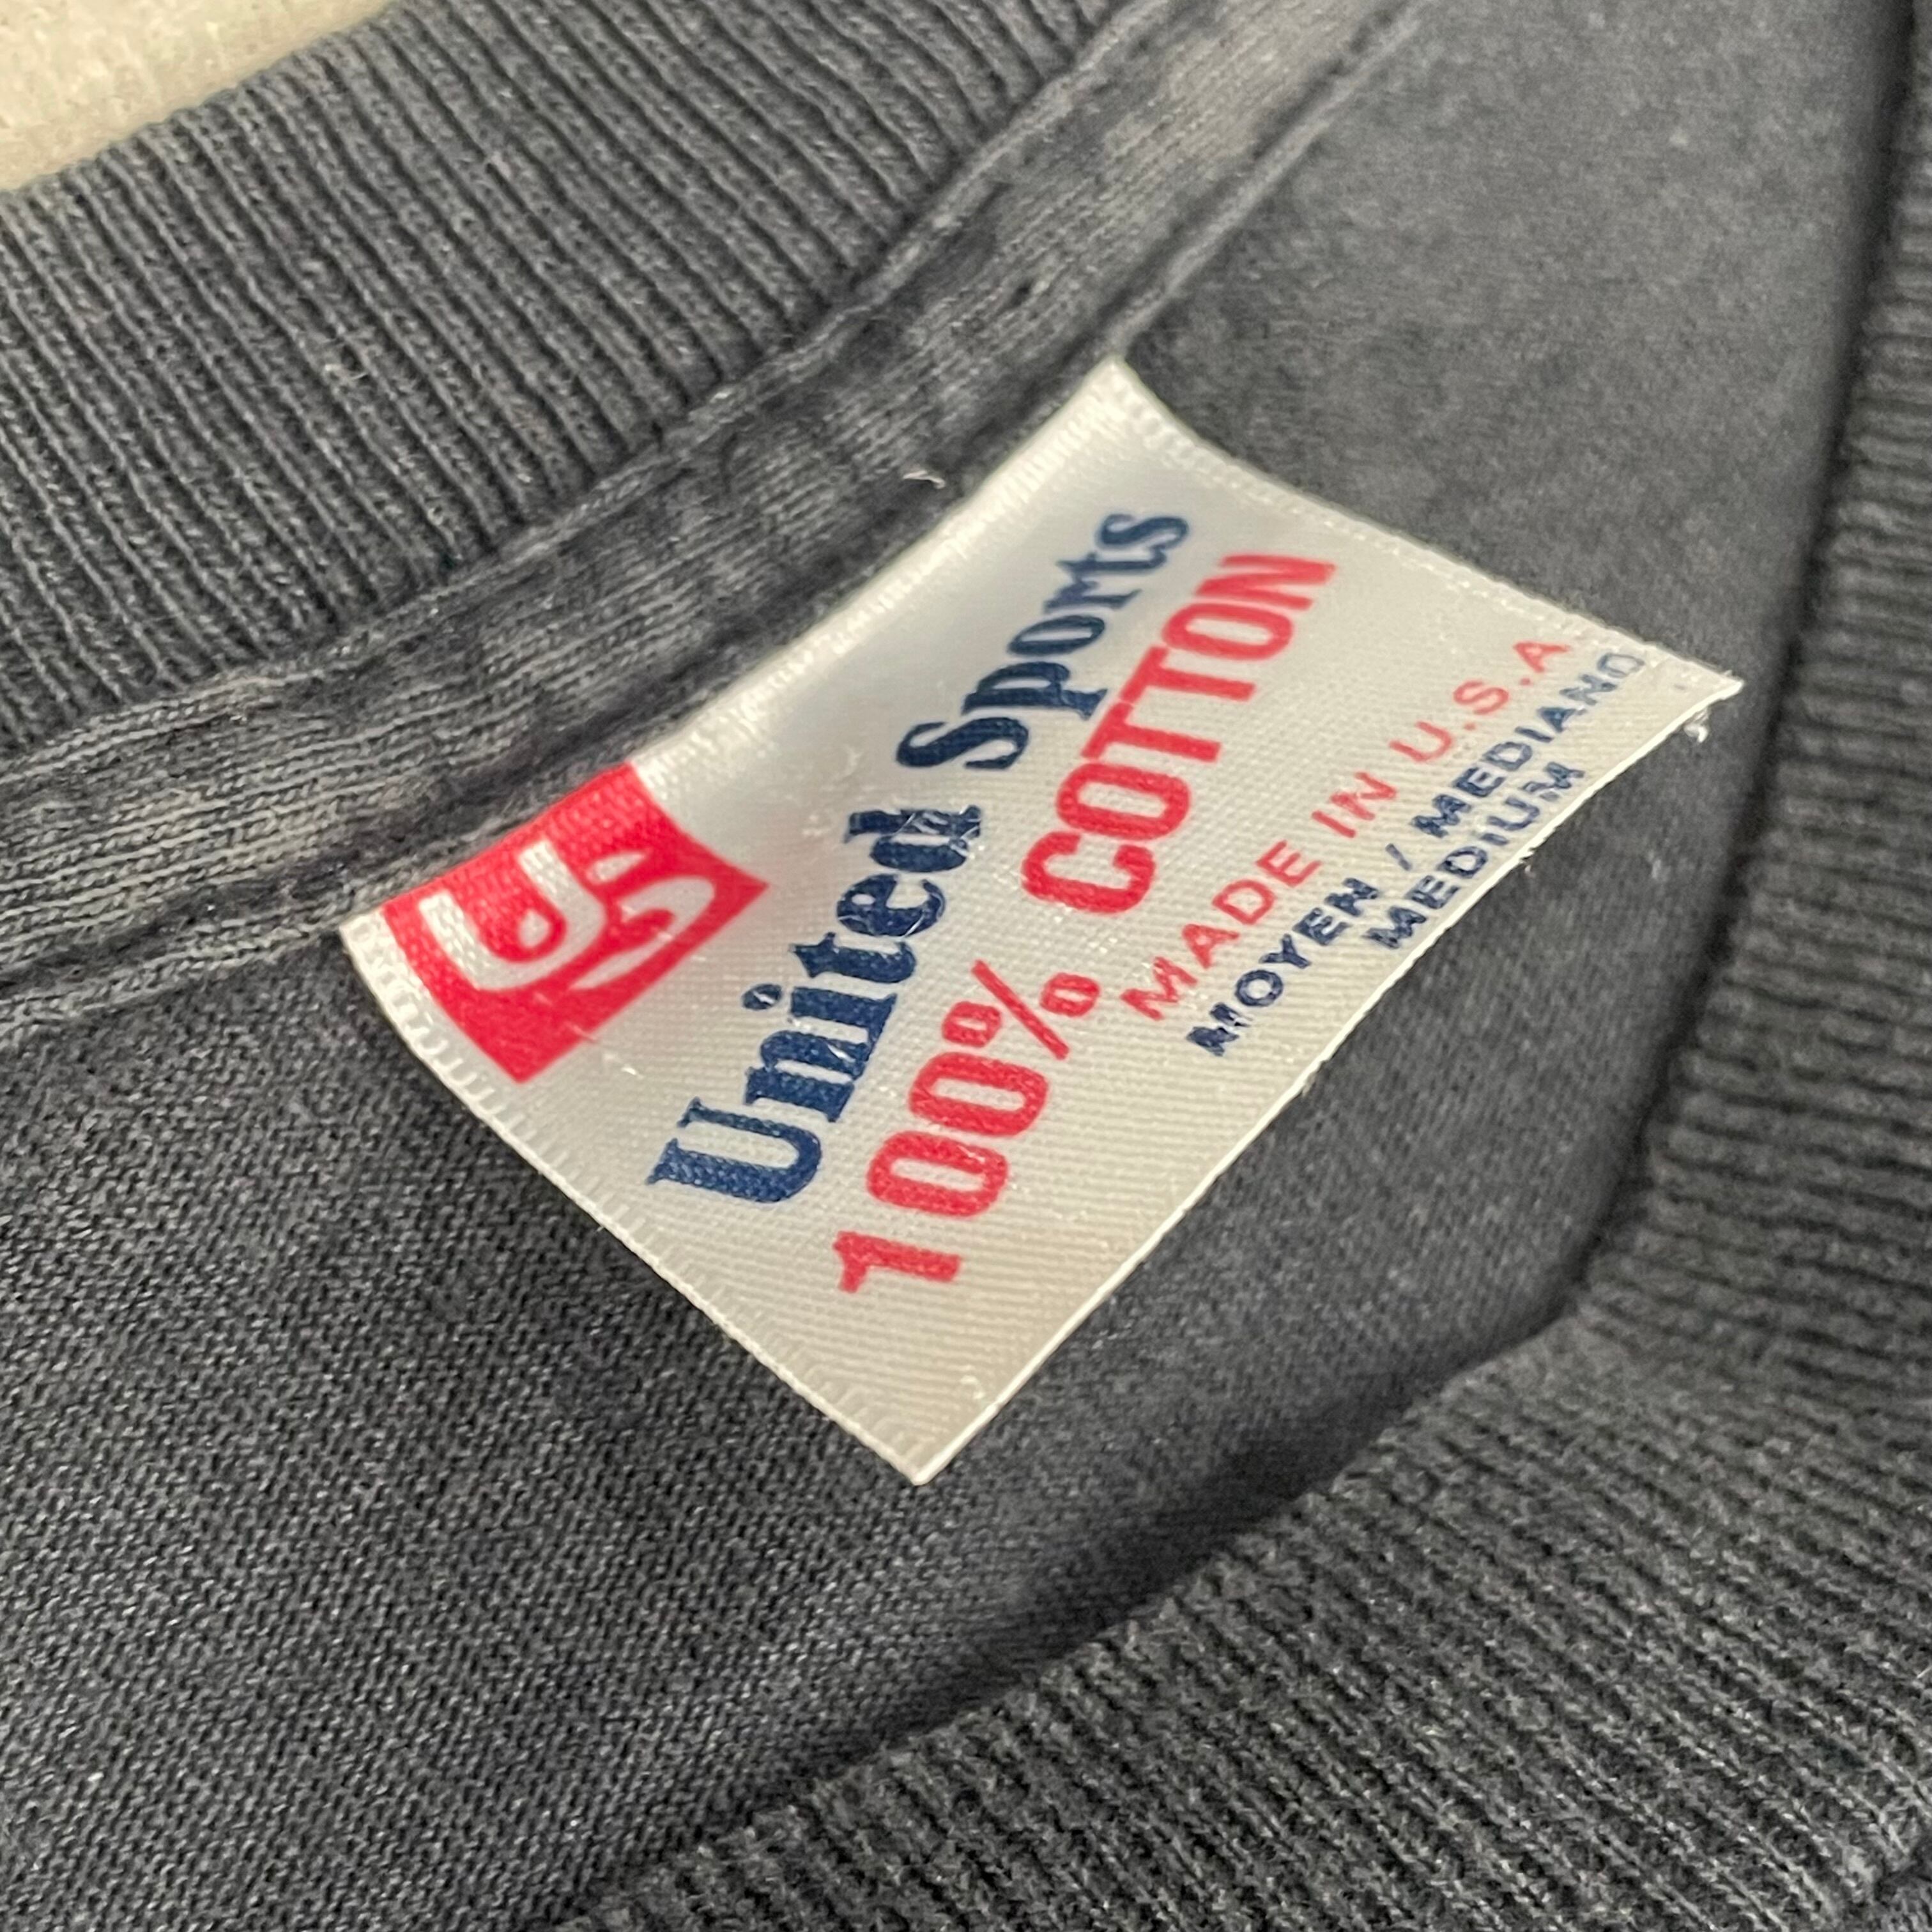 US
United Sports
100% COTTON
MADE IN U.S.A
MOYEN / MEDIANO
MEDIUM